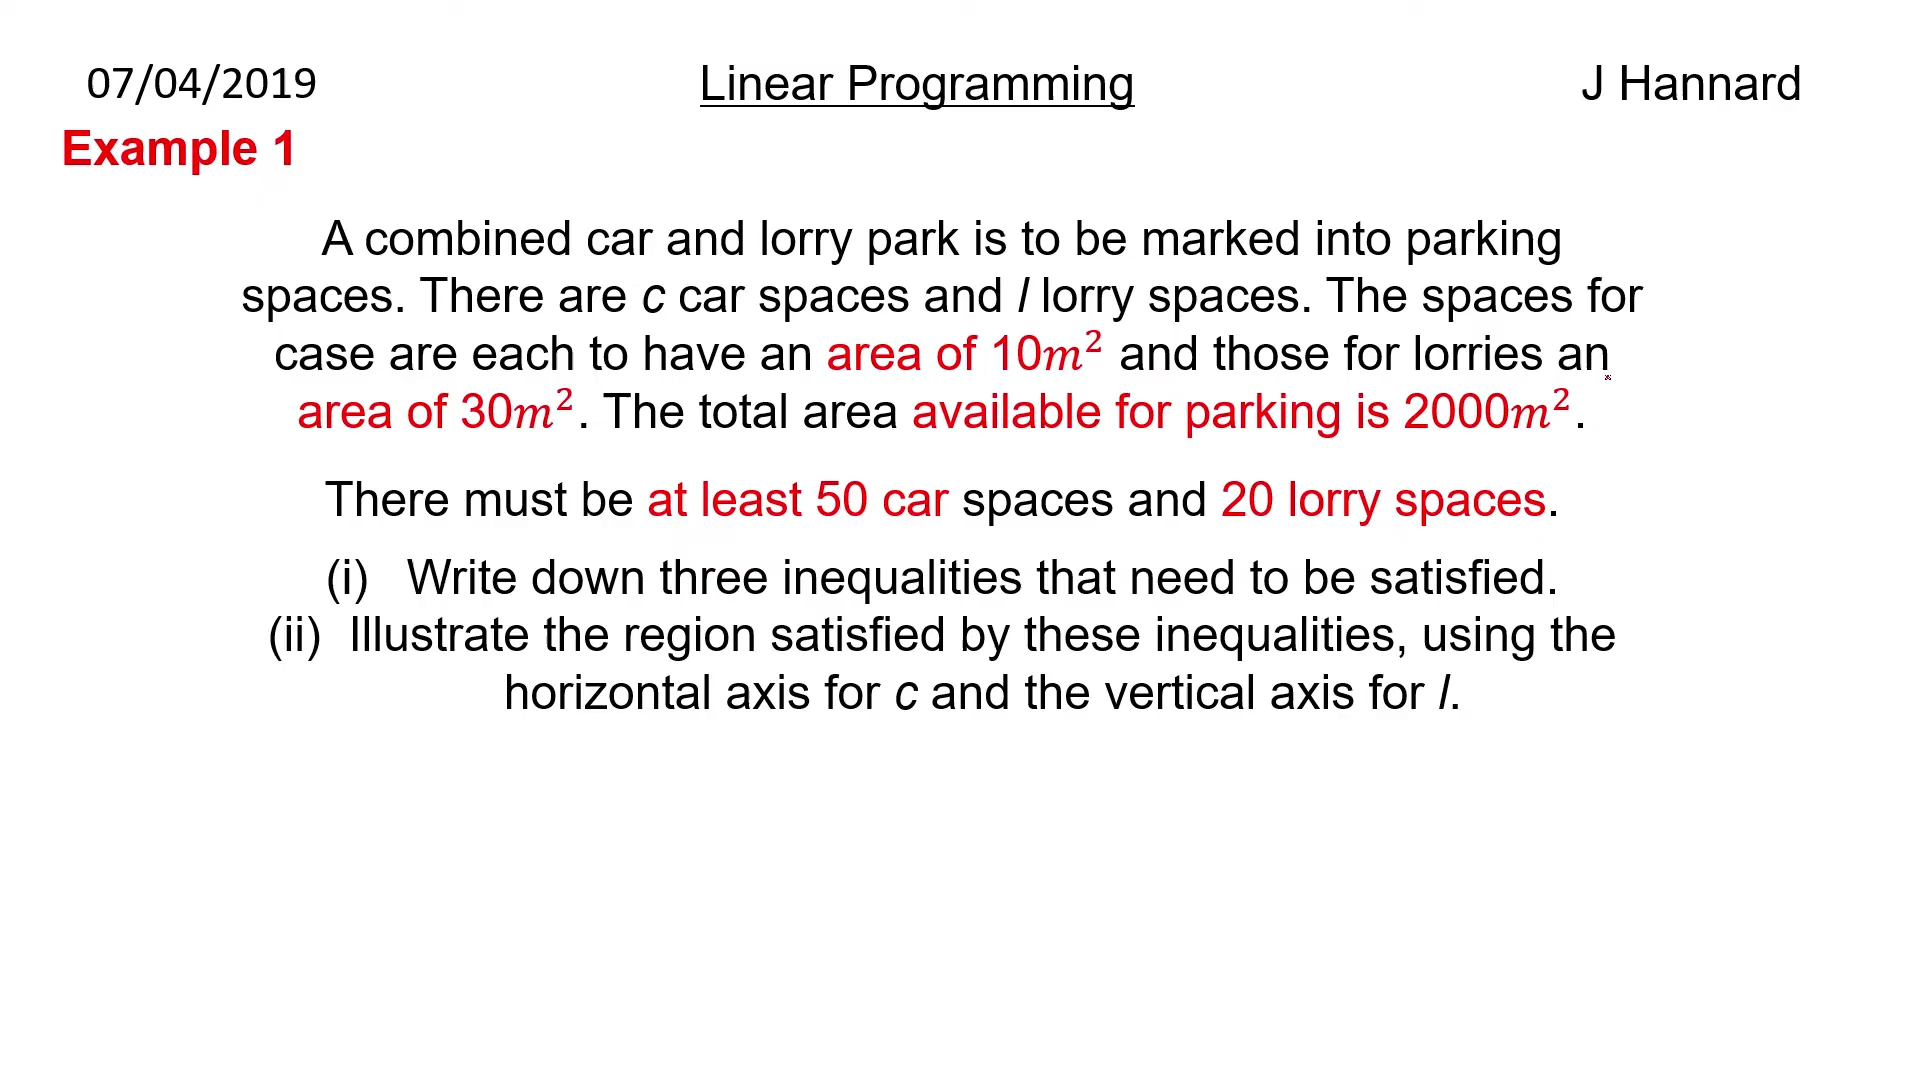 07/04/2019 Linear Programming J Hannard
Example 1
A combined car and lorry park is to be marked into parking
spaces. There are c car spaces and l lorry spaces. The spaces for
case are each to have an area of 10m² and those for lorries an
area of 30m². The total area available for parking is 2000m².
There must be at least 50 car spaces and 20 lorry spaces.
(i) Write down three inequalities that need to be satisfied.
(ii) Illustrate the region satisfied by these inequalities, using the
horizontal axis for c and the vertical axis for l.